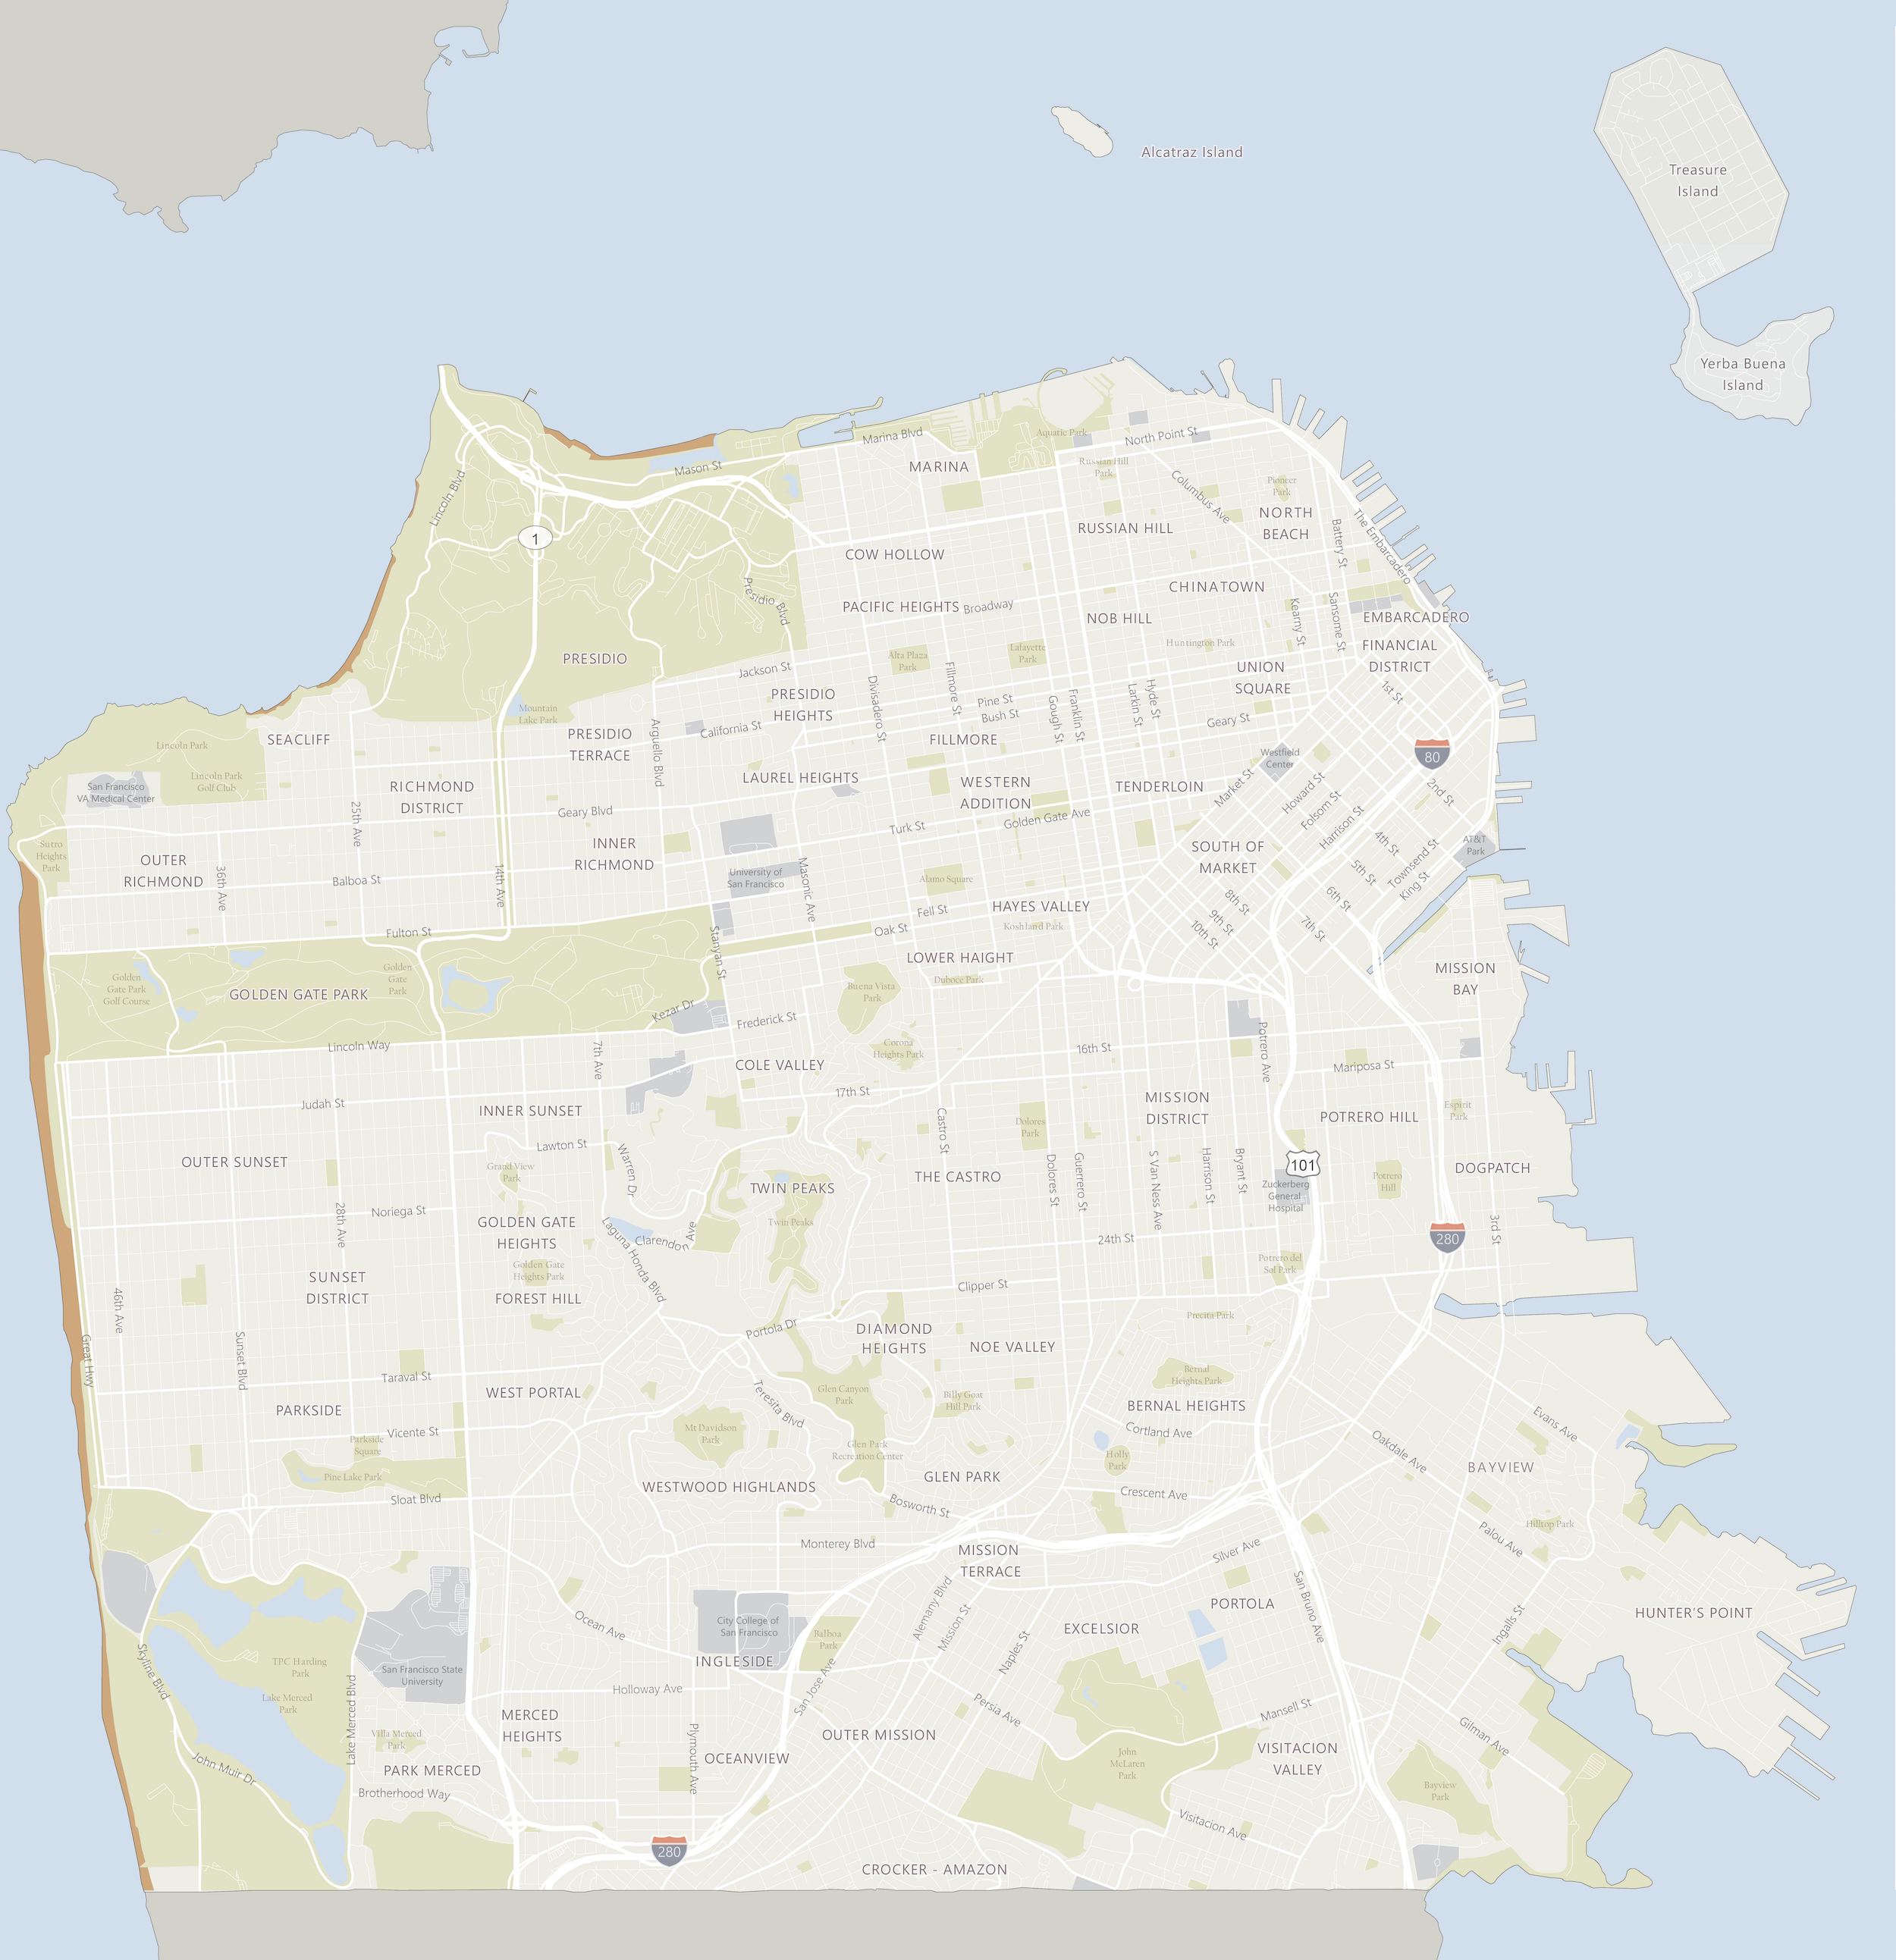 Alcatraz Island
Treasure
Island
Yerba Buena
Island
Marina Blvd
Aquatic Park
North Point St
Mason St
MARINA
Russian Hill
Park
Lincoln Blvd
Columbus Ave
Pioneer
Park
NORTH
BEACH
RUSSIAN HILL
Battery St
The Embarcadero
1
COW HOLLOW
Presidio Blvd
CHINATOWN
PACIFIC HEIGHTS
Broadway
NOB HILL
Kearny St
Sansome St
EMBARCADERO
Huntington Park
FINANCIAL
DISTRICT
PRESIDIO
Alta Plaza
Park
Lafayette
Park
Jackson St
UNION
SQUARE
1st St
Fillmore St
Divisadero St
PRESIDIO
HEIGHTS
Pine St
Bush St
Gough St
Franklin St
Larkin St
Hyde St
Geary St
Mountain
Lake Park
Arguello Blvd
California St
SEACLIFF
Lincoln Park
PRESIDIO
TERRACE
FILLMORE
Westfield
Center
80
Lincoln Park
Golf Club
San Francisco
VA Medical Center
RICHMOND
DISTRICT
LAUREL HEIGHTS
WESTERN
ADDITION
TENDERLOIN
Market St
Howard St
Folsom St
Harrison St
2nd St
25th Ave
Geary Blvd
Turk St
Golden Gate Ave
4th St
AT&T
Park
Sutro
Heights
Park
INNER
RICHMOND
SOUTH OF
MARKET
Townsend St
King St
5th St
6th St
OUTER
RICHMOND
36th Ave
Balboa St
14th Ave
University of
San Francisco
Masonic Ave
Alamo Square
8th St
9th St
10th St
7th St
Fell St
HAYES VALLEY
Koshland Park
Fulton St
Oak St
Stanyan St
LOWER HAIGHT
Duboce Park
MISSION
BAY
Golden
Gate Park
Golf Course
Golden
Gate
Park
GOLDEN GATE PARK
Buena Vista
Park
Kezar Dr
Frederick St
Lincoln Way
7th Ave
Corona
Heights Park
16th St
Potrero Ave
Mariposa St
COLE VALLEY
17th St
Judah St
INNER SUNSET
Castro St
Dolores
Park
MISSION
DISTRICT
POTRERO HILL
Espirit
Park
Lawton St
Warren Dr
OUTER SUNSET
Grand View
Park
TWIN PEAKS
THE CASTRO
Dolores St
Guerrero St
S Van Ness Ave
Harrison St
Bryant St
101
Zuckerberg
General
Hospital
Potrero
Hill
DOGPATCH
28th Ave
Noriega St
GOLDEN GATE
HEIGHTS
Twin Peaks
Laguna Honda Blvd
Clarendon Ave
24th St
280
3rd St
Golden Gate
Heights Park
Potrero del
Sol Park
SUNSET
DISTRICT
FOREST HILL
Clipper St
46th Ave
Great Hwy
Sunset Blvd
Portola Dr
DIAMOND
HEIGHTS
NOE VALLEY
Precita Park
Taraval St
WEST PORTAL
Teresita Blvd
Glen Canyon
Park
Billy Goat
Hill Park
Bernal
Heights Park
BERNAL HEIGHTS
PARKSIDE
Vicente St
Parkside
Square
Mt Davidson
Park
Cortland Ave
Evans Ave
Oakdale Ave
Glen Park
Recreation Center
Holly
Park
BAYVIEW
Pine Lake Park
GLEN PARK
WESTWOOD HIGHLANDS
Sloat Blvd
Bosworth St
Crescent Ave
Hilltop Park
Palou Ave
Monterey Blvd
MISSION
TERRACE
Silver Ave
San Bruno Ave
PORTOLA
Ocean Ave
City College of
San Francisco
Balboa
Park
Alemany Blvd
Mission St
Naples St
EXCELSIOR
Ingalls St
HUNTER'S POINT
Skyline Blvd
TPC Harding
Park
Lake Merced
Park
San Francisco State
University
INGLESIDE
Holloway Ave
San Jose Ave
Persia Ave
Mansell St
Gilman Ave
Lake Merced Blvd
Villa Merced
Park
MERCED
HEIGHTS
Plymouth Ave
OUTER MISSION
VISITACION
VALLEY
John Muir Dr
PARK MERCED
OCEANVIEW
John
McLaren
Park
Bayview
Park
Brotherhood Way
Visitacion Ave
280
CROCKER - AMAZON